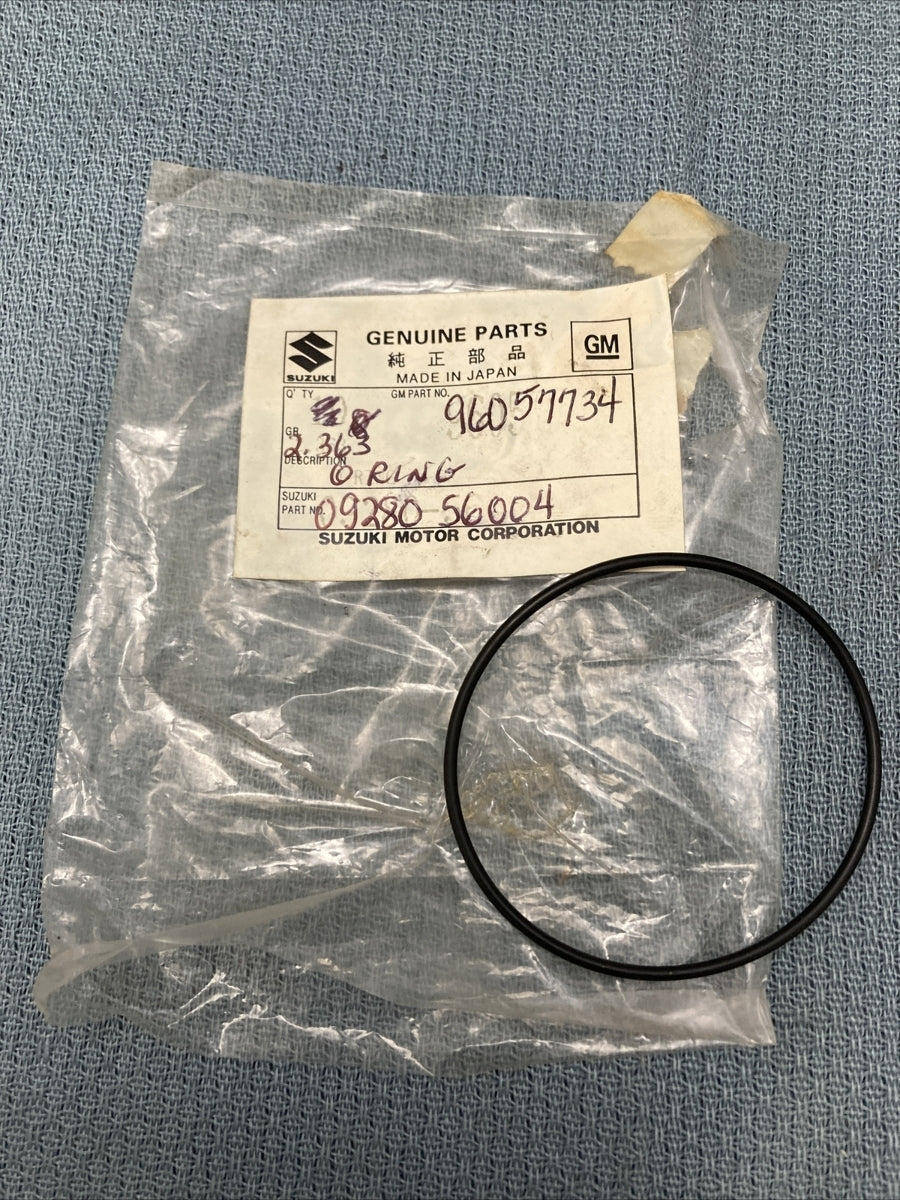 GENUINE PARTS
純正部品
MADE IN JAPAN
SUZUKI
GM
Q'TY
GM PART NO. 96057734
GR.
2.363
DESCRIPTION
O RING
SUZUKI
PART NO. 09280-56004
SUZUKI MOTOR CORPORATION